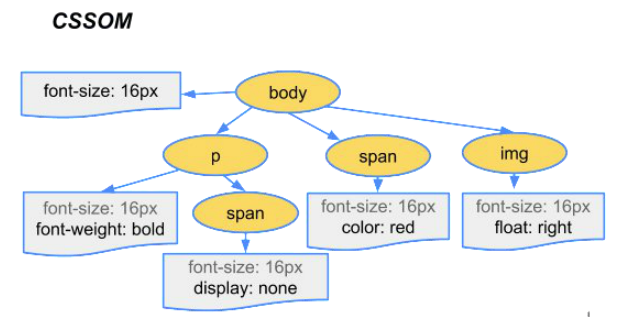 CSSOM
font-size: 16px
body
p
span
img
font-size: 16px
font-weight: bold
span
font-size: 16px
color: red
font-size: 16px
float: right
font-size: 16px
display: none